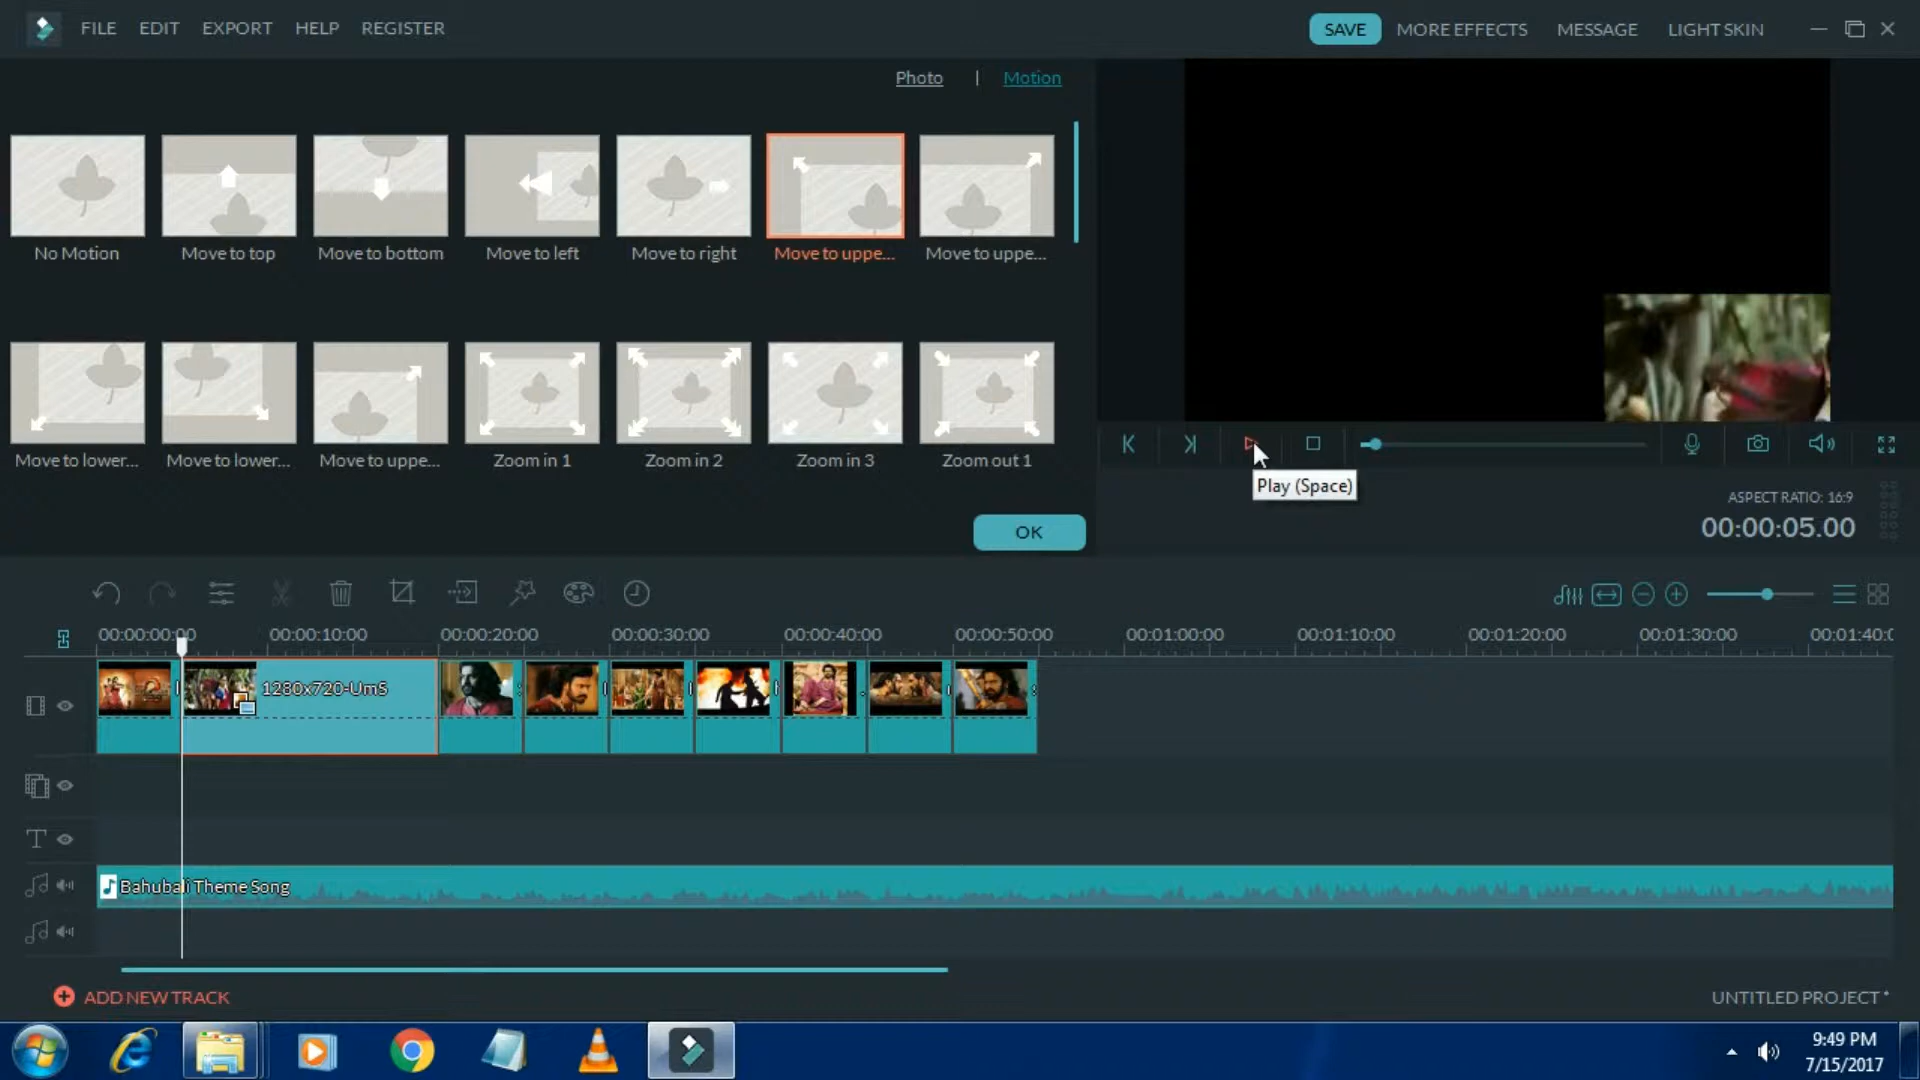 FILE EDIT EXPORT HELP REGISTER
SAVE MORE EFFECTS MESSAGE LIGHT SKIN
Photo | Motion
No Motion Move to top Move to bottom Move to left Move to right Move to uppe... Move to uppe...
Move to lower... Move to lower... Move to uppe... Zoom in 1 Zoom in 2 Zoom in 3 Zoom out 1
OK
Play (Space)
ASPECT RATIO: 16:9
00:00:05.00
00:00:00:00 00:00:10:00 00:00:20:00 00:00:30:00 00:00:40:00 00:00:50:00 00:01:00:00 00:01:10:00 00:01:20:00 00:01:30:00 00:01:40:0
1280x720-UmS
T
Bahubali Theme Song
ADD NEW TRACK
UNTITLED PROJECT *
9:49 PM
7/15/2017